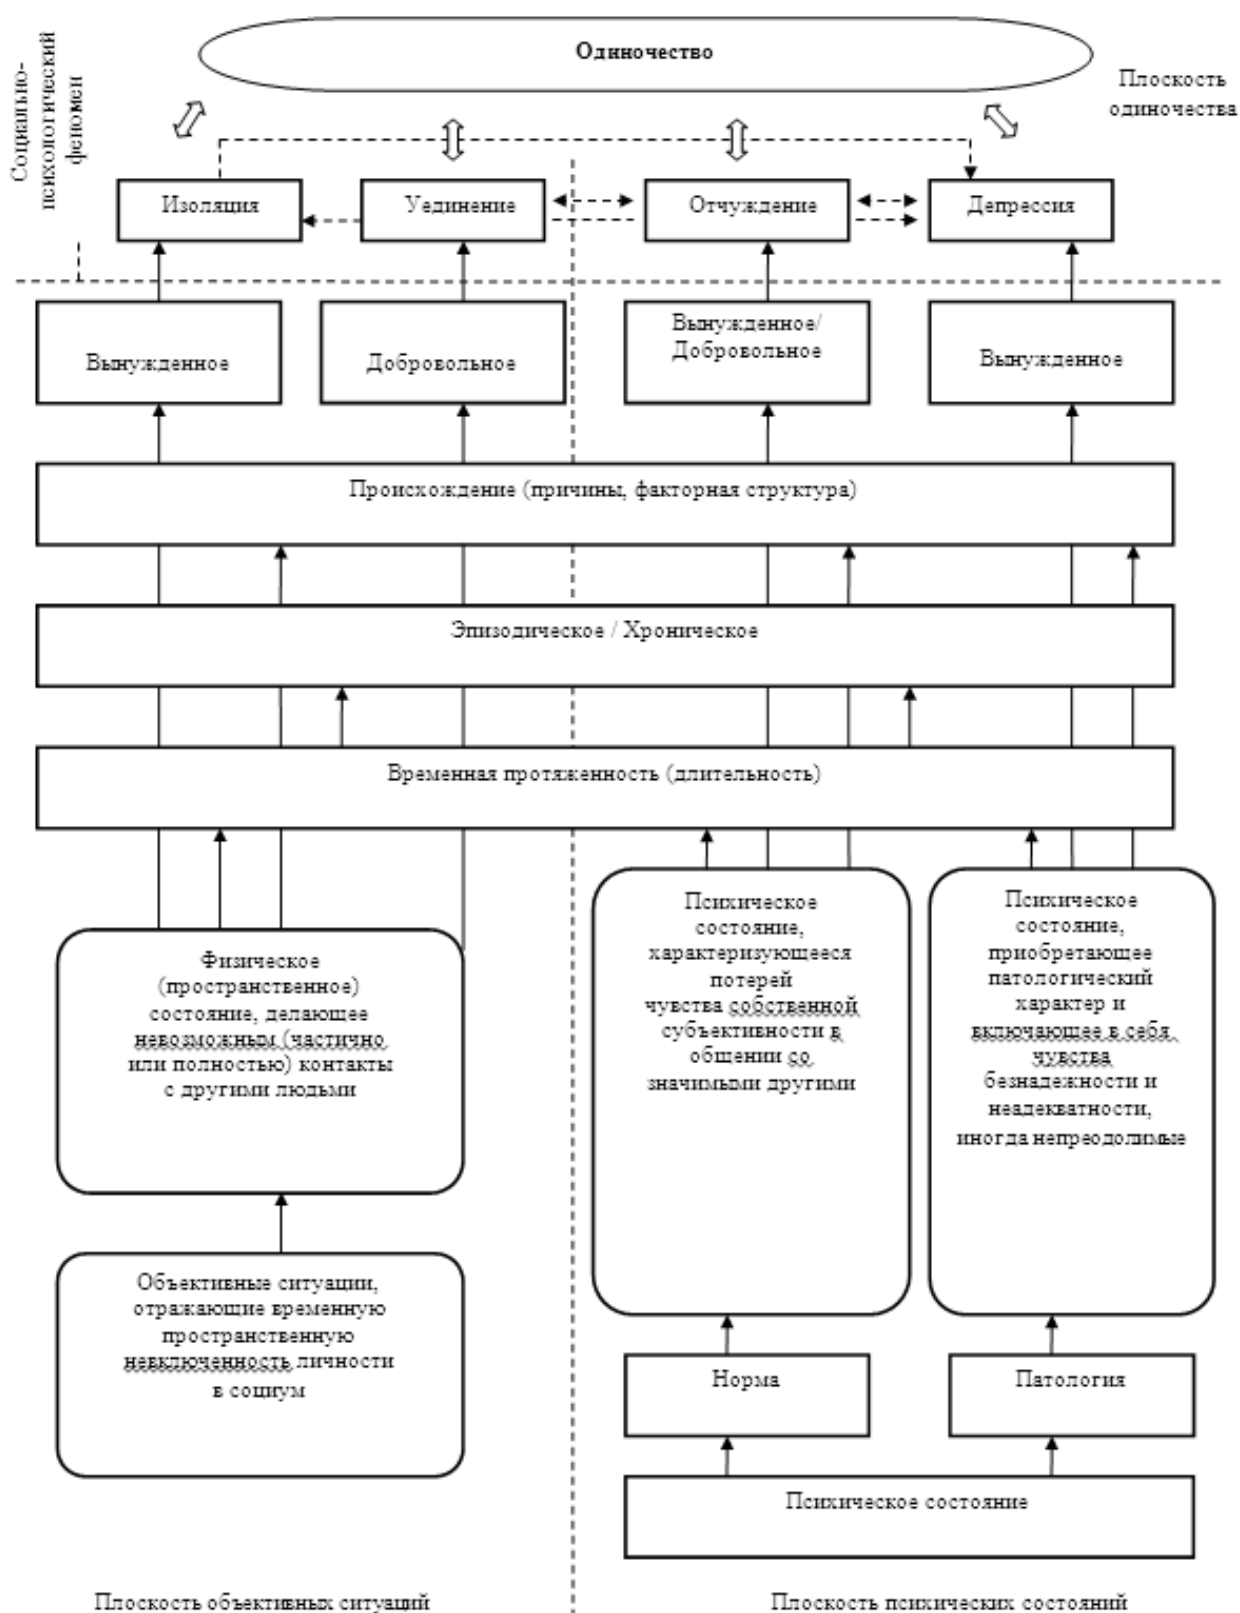 Социально-
психологический
феномен
Одиночество
Плоскость
одиночества
Изоляция
Уединение
Отчуждение
Депрессия
Вынужденное
Добровольное
Вынужденное/
Добровольное
Вынужденное
Происхождение (причины, факторная структура)
Эпизодическое / Хроническое
Временная протяженность (длительность)
Физическое
(пространственное)
состояние, делающее
невозможным (частично
или полностью) контакты
с другими людьми
Психическое
состояние,
характеризующееся
потерей
чувства собственной
субъективности в
общении со
значимыми другими
Психическое
состояние,
приобретающее
патологический
характер и
включающее в себя
чувства
безнадежности и
неадекватности,
иногда непреодолимые
Объективные ситуации,
отражающие временную
пространственную
невключенность личности
в социум
Норма
Патология
Психическое состояние
Плоскость объективных ситуаций
Плоскость психических состояний